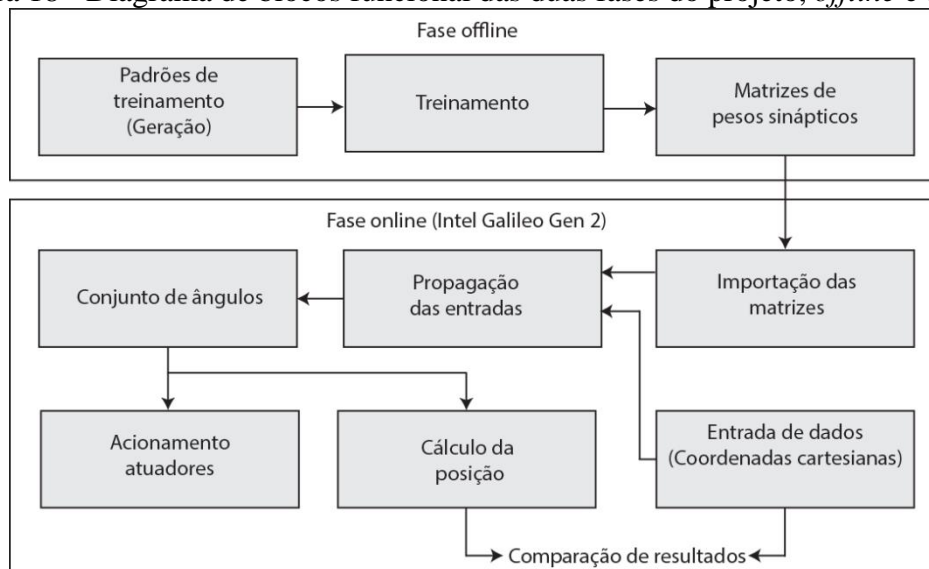 Diagrama de blocos funcional das duas fases do projeto, offline e
Fase offline
Padrões de
treinamento
(Geração)
Treinamento
Matrizes de
pesos sinápticos
Fase online (Intel Galileo Gen 2)
Conjunto de ângulos
Propagação
das entradas
Importação das
matrizes
Acionamento
atuadores
Cálculo da
posição
Entrada de dados
(Coordenadas cartesianas)
Comparação de resultados